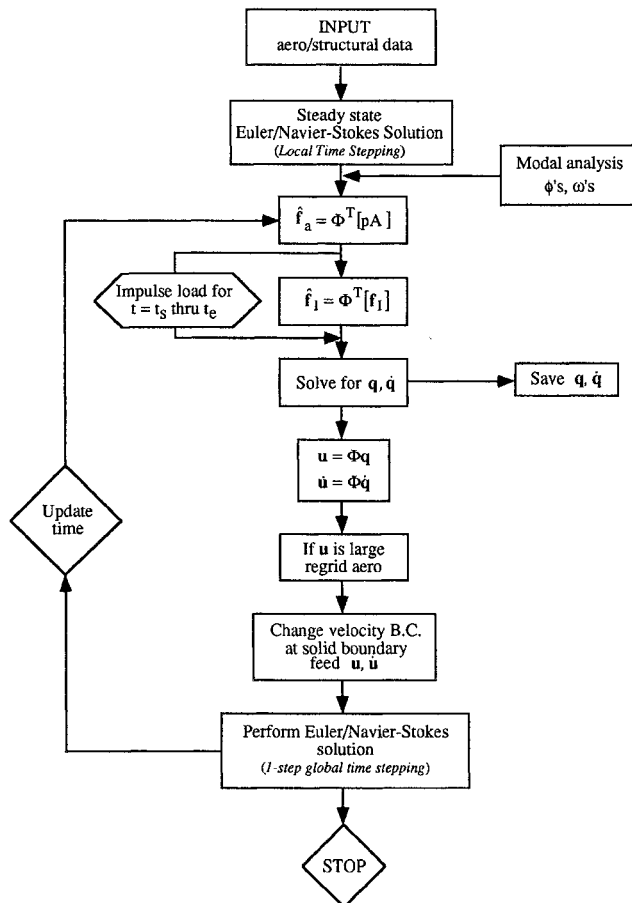 INPUT
aero/structural data
Steady state
Euler/Navier-Stokes Solution
(Local Time Stepping)
Modal analysis
ϕ's, ω's
f̂ₐ = Φᵀ[pA]
Impulse load for
t = tₛ thru tₑ
f̂_I = Φᵀ[f_I]
Solve for q, q̇
Save q, q̇
u = Φq
u̇ = Φq̇
Update
time
If u is large
regrid aero
Change velocity B.C.
at solid boundary
feed u, u̇
Perform Euler/Navier-Stokes
solution
(1-step global time stepping)
STOP